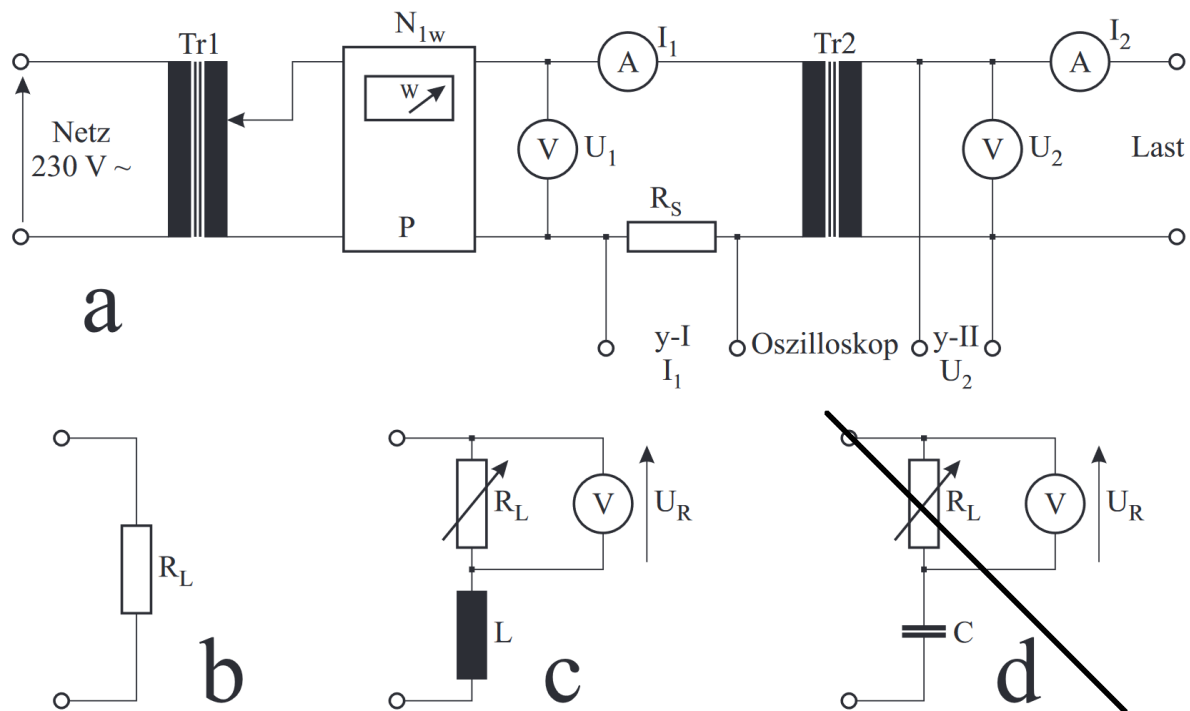 Tr1
N1w
I1
Tr2
I2
W
A
A
Netz
230 V ~
V
U1
V
U2
Last
RS
P
a
y-I
I1
Oszilloskop
y-II
U2
RL
b
RL
V
UR
L
c
RL
V
UR
C
d